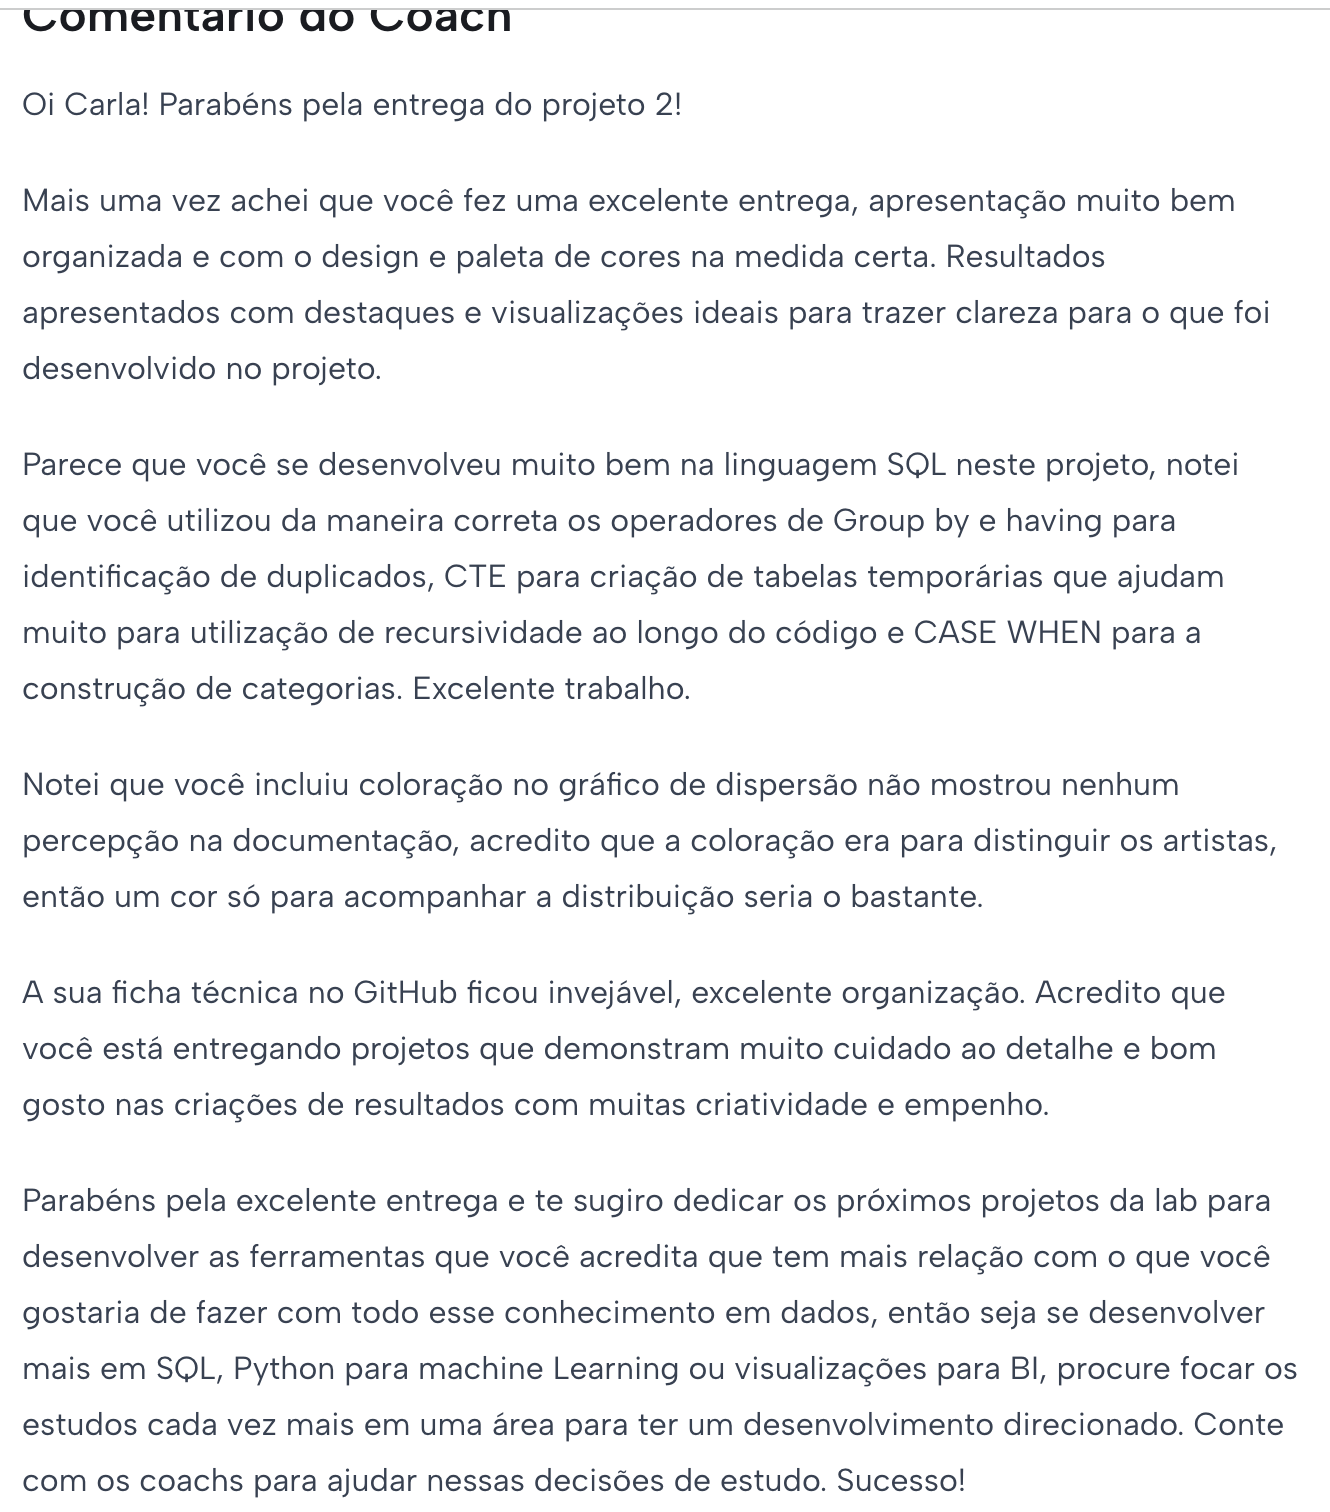 Comentário do Coach
Oi Carla! Parabéns pela entrega do projeto 2!
Mais uma vez achei que você fez uma excelente entrega, apresentação muito bem
organizada e com o design e paleta de cores na medida certa. Resultados
apresentados com destaques e visualizações ideais para trazer clareza para o que foi
desenvolvido no projeto.
Parece que você se desenvolveu muito bem na linguagem SQL neste projeto, notei
que você utilizou da maneira correta os operadores de Group by e having para
identificação de duplicados, CTE para criação de tabelas temporárias que ajudam
muito para utilização de recursividade ao longo do código e CASE WHEN para a
construção de categorias. Excelente trabalho.
Notei que você incluiu coloração no gráfico de dispersão não mostrou nenhum
percepção na documentação, acredito que a coloração era para distinguir os artistas,
então um cor só para acompanhar a distribuição seria o bastante.
A sua ficha técnica no GitHub ficou invejável, excelente organização. Acredito que
você está entregando projetos que demonstram muito cuidado ao detalhe e bom
gosto nas criações de resultados com muitas criatividade e empenho.
Parabéns pela excelente entrega e te sugiro dedicar os próximos projetos da lab para
desenvolver as ferramentas que você acredita que tem mais relação com o que você
gostaria de fazer com todo esse conhecimento em dados, então seja se desenvolver
mais em SQL, Python para machine Learning ou visualizações para BI, procure focar os
estudos cada vez mais em uma área para ter um desenvolvimento direcionado. Conte
com os coachs para ajudar nessas decisões de estudo. Sucesso!